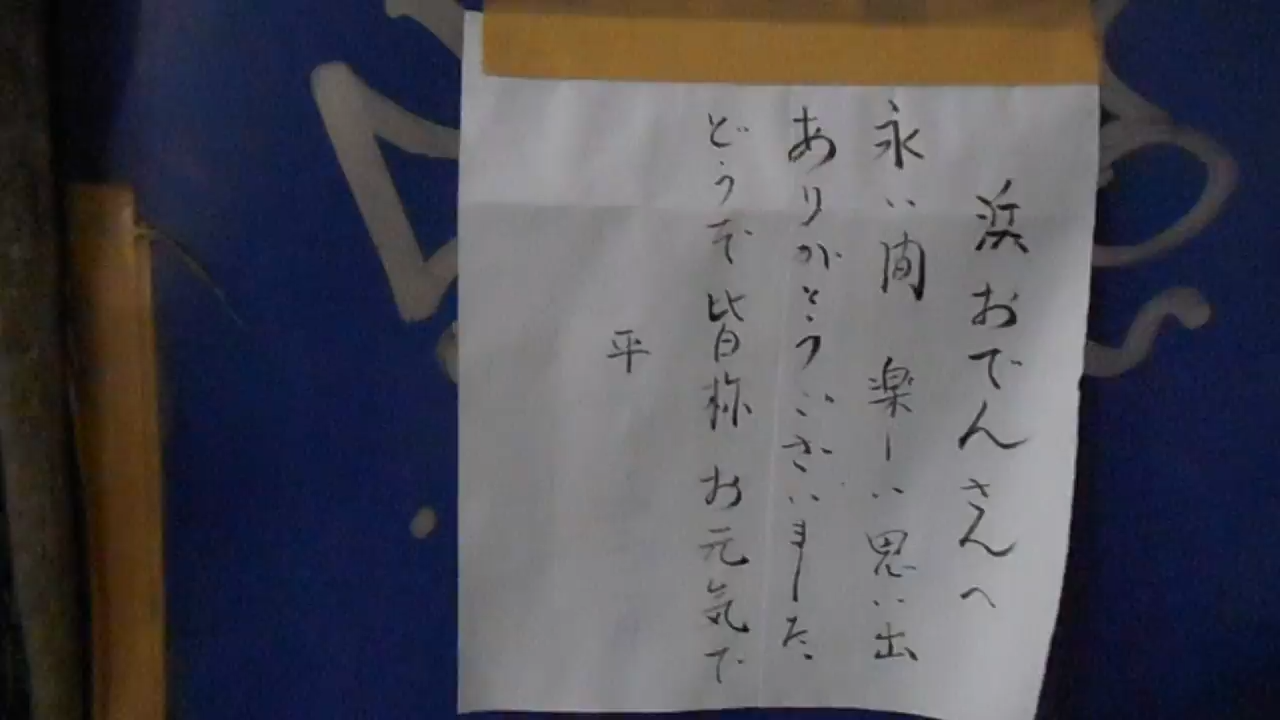 浜おでんさんへ
永い間 楽しい思い出
ありがとうございました
どうぞ皆様 お元気で
平